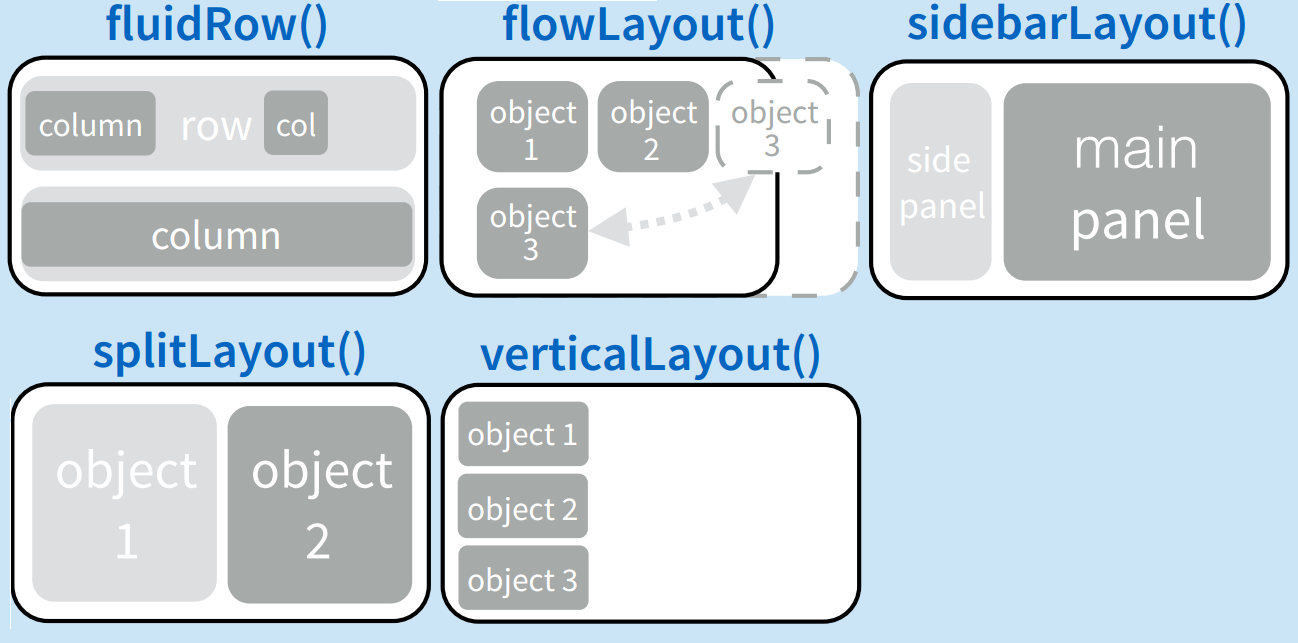 fluidRow()
column row col
column
flowLayout()
object
1
object
2
object
3
object
3
sidebarLayout()
side
panel
main
panel
splitLayout()
object
1
object
2
verticalLayout()
object 1
object 2
object 3